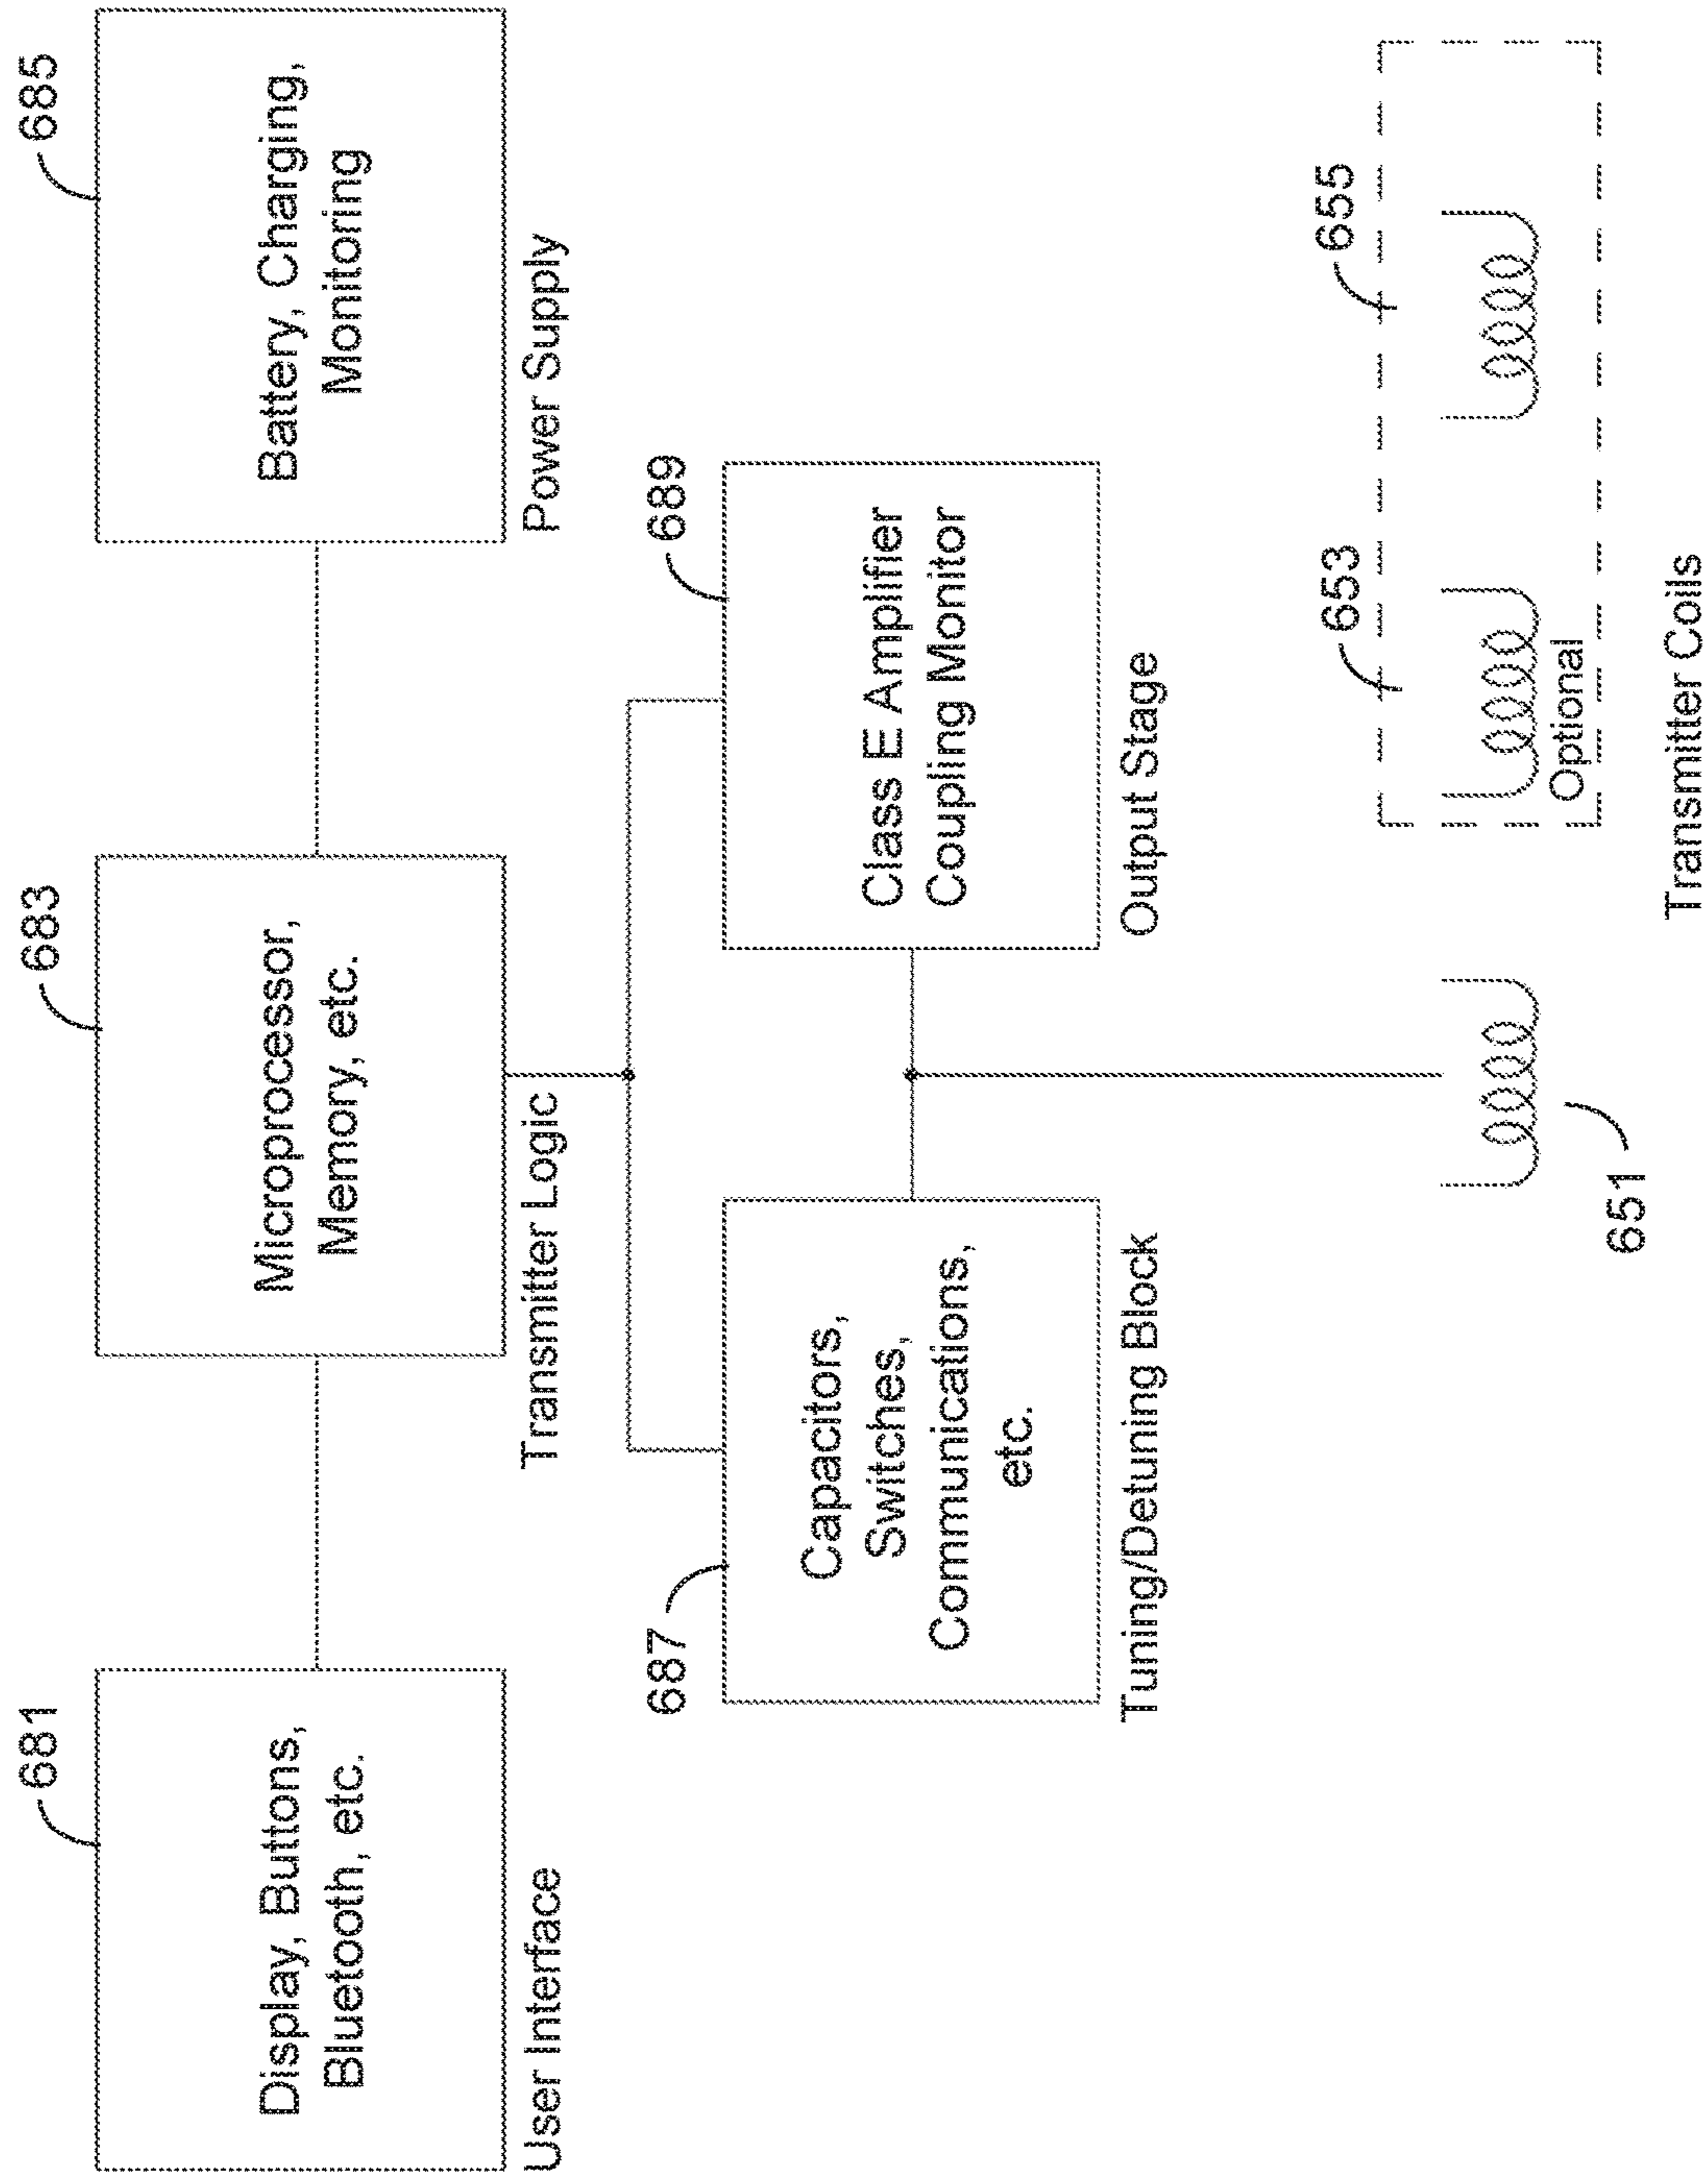 681
Display, Buttons,
Bluetooth, etc.
User Interface
683
Microprocessor,
Memory, etc.
Transmitter Logic
685
Battery, Charging,
Monitoring
Power Supply
687
Capacitors,
Switches,
Communications,
etc.
Tuning/Detuning Block
689
Class E Amplifier
Coupling Monitor
Output Stage
651
653
Optional
655
Transmitter Coils